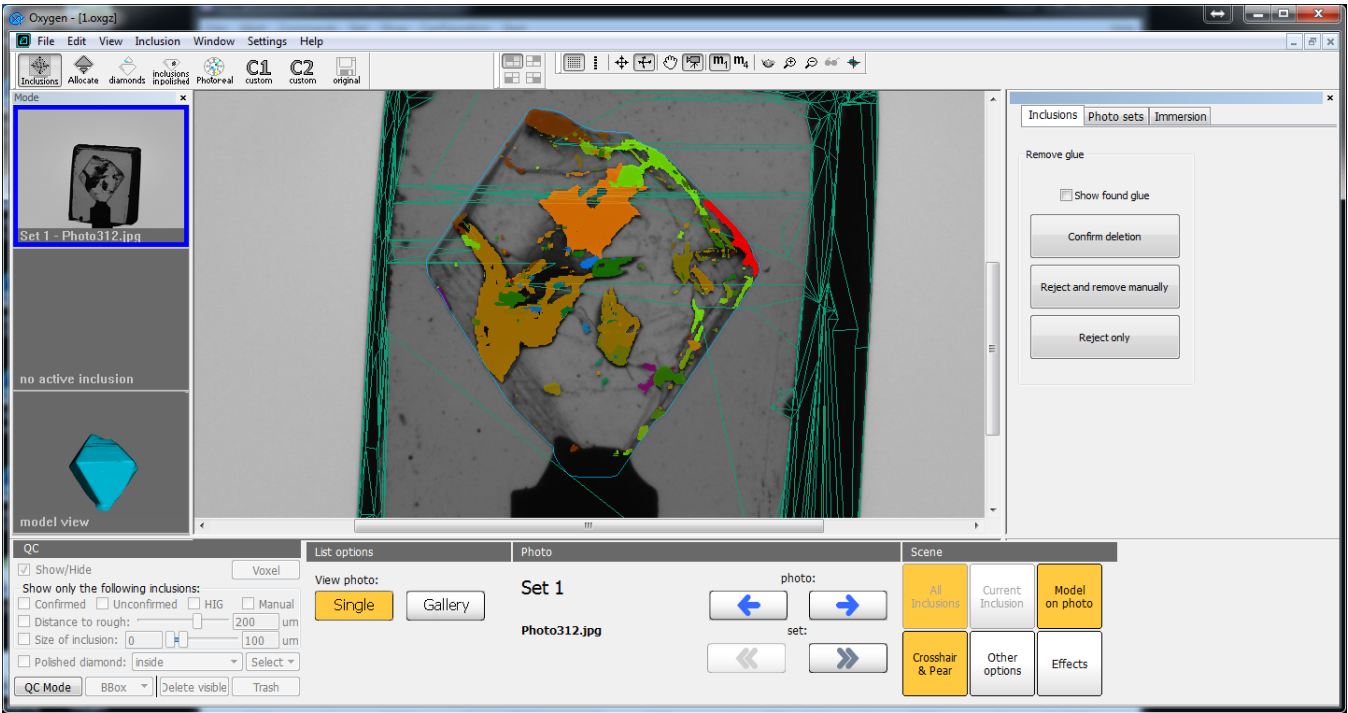 Oxygen - [1.oxgz]
File Edit View Inclusion Window Settings Help
Inclusions Allocate diamonds inclusions inpolished Photoreal C1 custom C2 custom original
m1 m4
Mode
Set 1 - Photo312.jpg
no active inclusion
model view
Inclusions Photo sets Immersion
Remove glue
Show found glue
Confirm deletion
Reject and remove manually
Reject only
QC
Show/Hide Voxel
Show only the following inclusions:
Confirmed Unconfirmed HIG Manual
Distance to rough: 200 um
Size of inclusion: 0 100 um
Polished diamond: inside Select
QC Mode BBox Delete visible Trash
List options
View photo:
Single Gallery
Photo
Set 1
Photo312.jpg
photo:
set:
Scene
All Inclusions
Current Inclusion
Model on photo
Crosshair & Pear
Other options
Effects